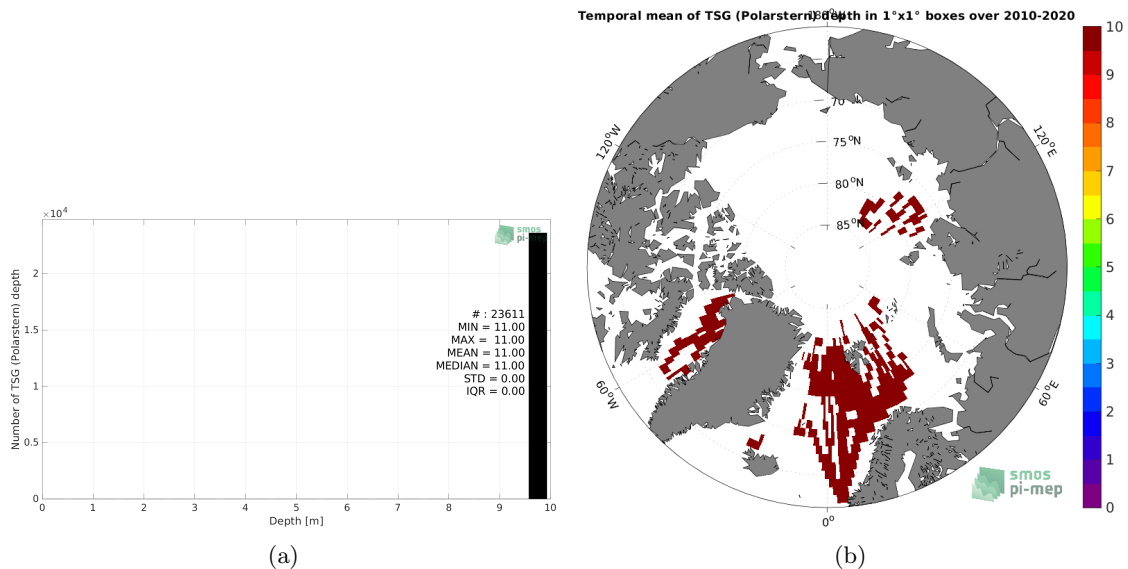 ×10⁴
2
1.5
1
0.5
0
Number of TSG (Polarstern) depth
smos
pi-mep
# : 23611
MIN = 11.00
MAX = 11.00
MEAN = 11.00
MEDIAN = 11.00
STD = 0.00
IQR = 0.00
0 1 2 3 4 5 6 7 8 9 10
Depth [m]
(a)
Temporal mean of TSG (Polarstern) depth in 1°x1° boxes over 2010-2020
180°W
70°N
75°N
80°N
85°N
120°W
120°E
60°W
60°E
0°
smos
pi-mep
10
9
8
7
6
5
4
3
2
1
0
(b)